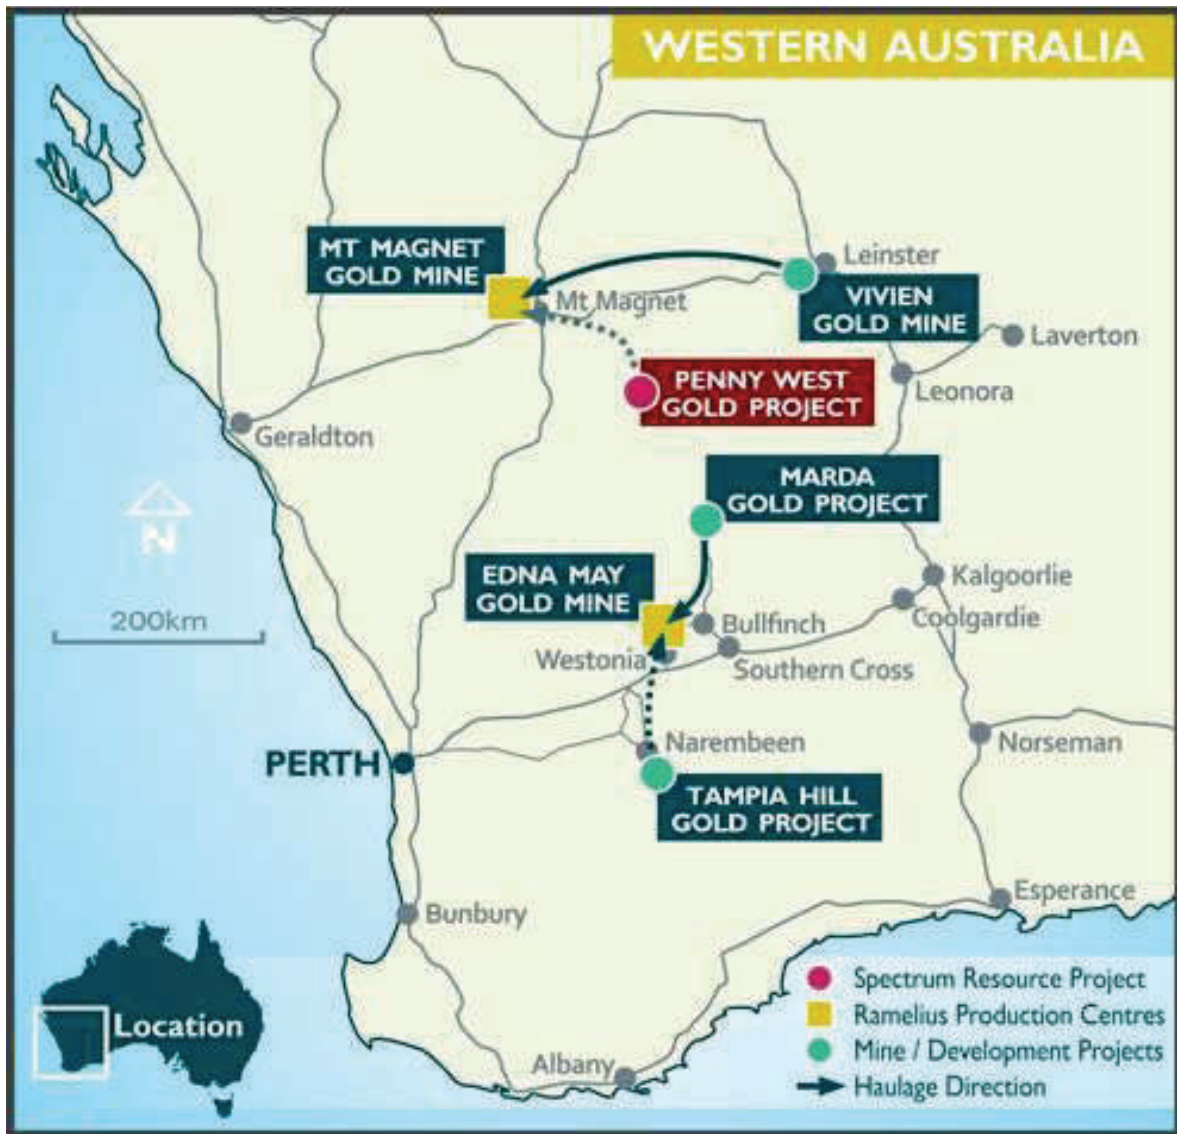 WESTERN AUSTRALIA
MT MAGNET
GOLD MINE
Leinster
Mt Magnet
VIVIEN
GOLD MINE
Laverton
PENNY WEST
GOLD PROJECT
Leonora
Geraldton
MARDA
GOLD PROJECT
N
EDNA MAY
GOLD MINE
Kalgoorlie
Coolgardie
200km
Bullfinch
Westonia
Southern Cross
Narembeen
Norseman
PERTH
TAMPIA HILL
GOLD PROJECT
Esperance
Bunbury
Spectrum Resource Project
Ramelius Production Centres
Location
Mine / Development Projects
Albany
Haulage Direction